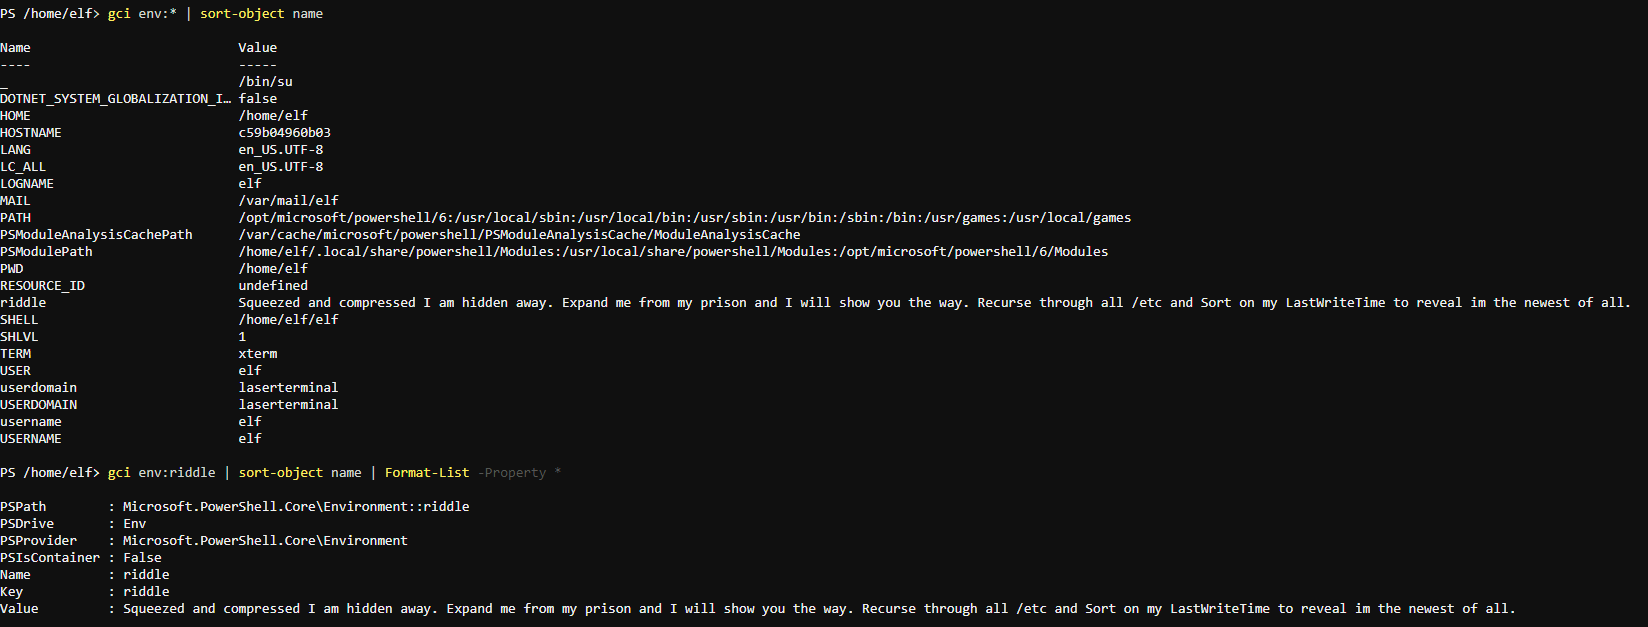 PS /home/elf> gci env:* | sort-object name
Name Value
---- -----
_ /bin/su
DOTNET_SYSTEM_GLOBALIZATION_I… false
HOME /home/elf
HOSTNAME c59b04960b03
LANG en_US.UTF-8
LC_ALL en_US.UTF-8
LOGNAME elf
MAIL /var/mail/elf
PATH /opt/microsoft/powershell/6:/usr/local/sbin:/usr/local/bin:/usr/sbin:/usr/bin:/sbin:/bin:/usr/games:/usr/local/games
PSModuleAnalysisCachePath /var/cache/microsoft/powershell/PSModuleAnalysisCache/ModuleAnalysisCache
PSModulePath /home/elf/.local/share/powershell/Modules:/usr/local/share/powershell/Modules:/opt/microsoft/powershell/6/Modules
PWD /home/elf
RESOURCE_ID undefined
riddle Squeezed and compressed I am hidden away. Expand me from my prison and I will show you the way. Recurse through all /etc and Sort on my LastWriteTime to reveal im the newest of all.
SHELL /home/elf/elf
SHLVL 1
TERM xterm
USER elf
userdomain laserterminal
USERDOMAIN laserterminal
username elf
USERNAME elf
PS /home/elf> gci env:riddle | sort-object name | Format-List -Property *
PSPath : Microsoft.PowerShell.Core\Environment::riddle
PSDrive : Env
PSProvider : Microsoft.PowerShell.Core\Environment
PSIsContainer : False
Name : riddle
Key : riddle
Value : Squeezed and compressed I am hidden away. Expand me from my prison and I will show you the way. Recurse through all /etc and Sort on my LastWriteTime to reveal im the newest of all.